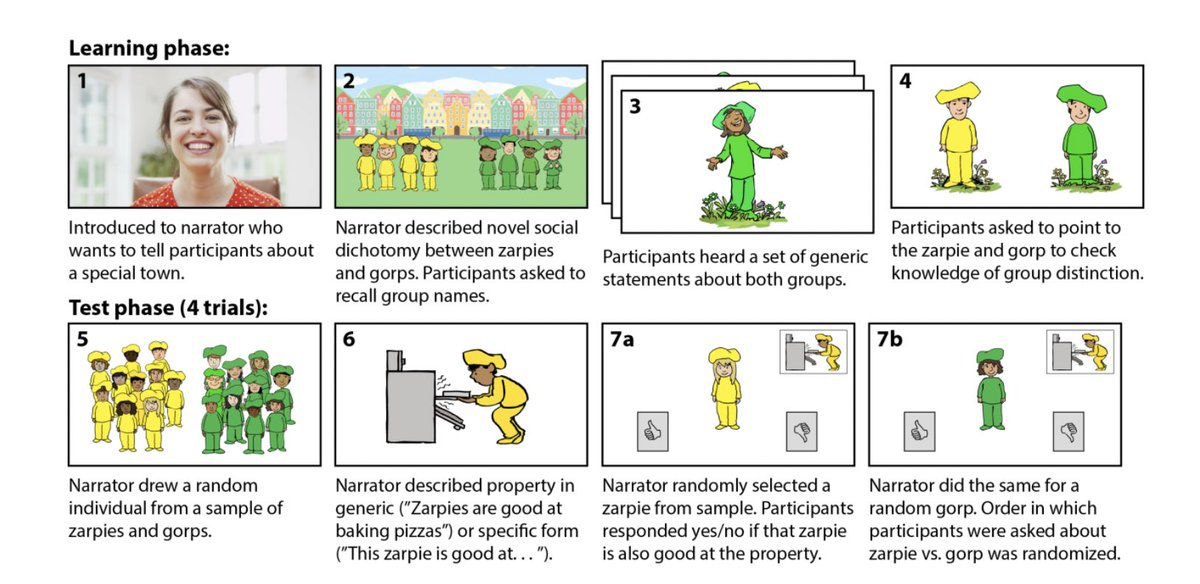 Learning phase:
1
2
3
4
Introduced to narrator who
wants to tell participants about
a special town.
Narrator described novel social
dichotomy between zarpies
and gorps. Participants asked to
recall group names.
Participants heard a set of generic
statements about both groups.
Participants asked to point to
the zarpie and gorp to check
knowledge of group distinction.
Test phase (4 trials):
5
6
7a
7b
Narrator drew a random
individual from a sample of
zarpies and gorps.
Narrator described property in
generic (”Zarpies are good at
baking pizzas”) or specific form
(”This zarpie is good at. . . ”).
Narrator randomly selected a
zarpie from sample. Participants
responded yes/no if that zarpie
is also good at the property.
Narrator did the same for a
random gorp. Order in which
participants were asked about
zarpie vs. gorp was randomized.